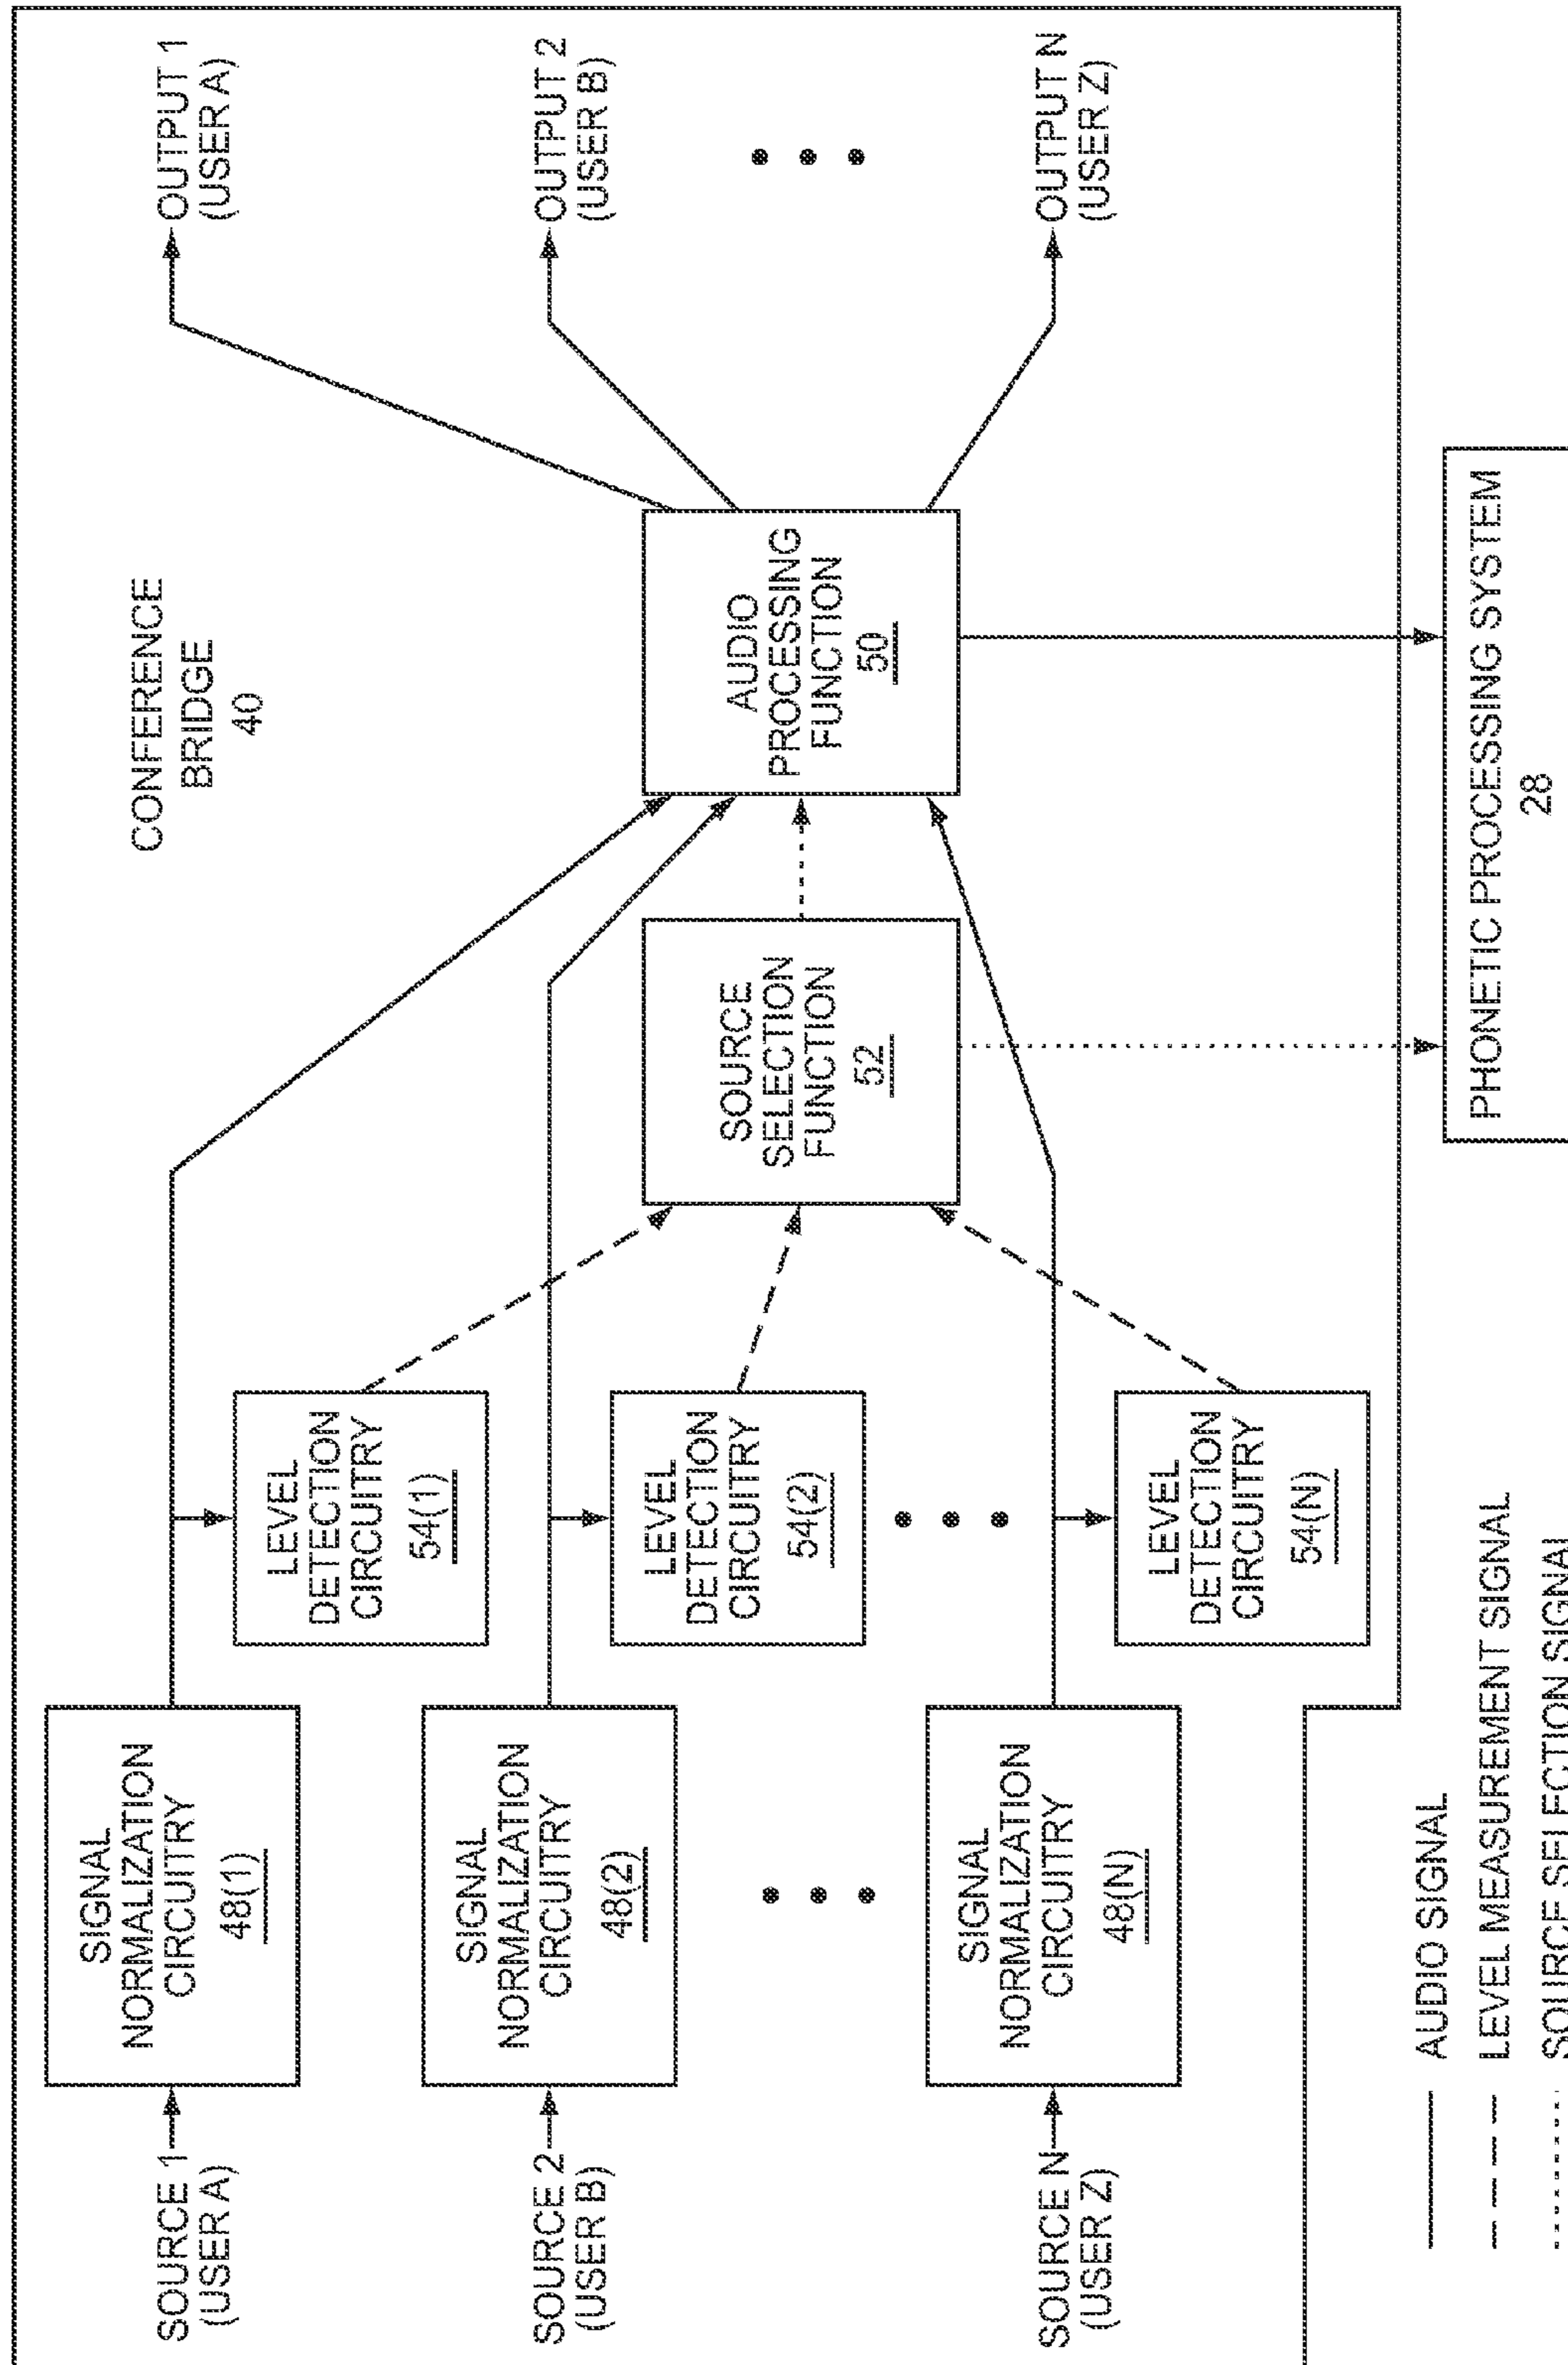 CONFERENCE
BRIDGE
40
SOURCE 1
(USER A)
SIGNAL
NORMALIZATION
CIRCUITRY
48(1)
LEVEL
DETECTION
CIRCUITRY
54(1)
OUTPUT 1
(USER A)
SOURCE 2
(USER B)
SIGNAL
NORMALIZATION
CIRCUITRY
48(2)
LEVEL
DETECTION
CIRCUITRY
54(2)
SOURCE
SELECTION
FUNCTION
52
AUDIO
PROCESSING
FUNCTION
50
OUTPUT 2
(USER B)
SOURCE N
(USER Z)
SIGNAL
NORMALIZATION
CIRCUITRY
48(N)
LEVEL
DETECTION
CIRCUITRY
54(N)
OUTPUT N
(USER Z)
PHONETIC PROCESSING SYSTEM
28
AUDIO SIGNAL
LEVEL MEASUREMENT SIGNAL
SOURCE SELECTION SIGNAL